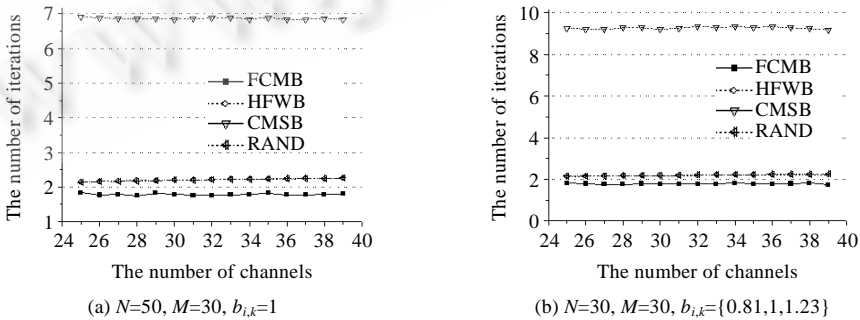 The number of iterations
7
6
5
4
3
2
1
FCMB
HFWB
CMSB
RAND
24 26 28 30 32 34 36 38 40
The number of channels
(a) N=50, M=30, b_{i,k}=1
The number of iterations
10
8
6
4
2
0
FCMB
HFWB
CMSB
RAND
24 26 28 30 32 34 36 38 40
The number of channels
(b) N=30, M=30, b_{i,k}={0.81,1,1.23}